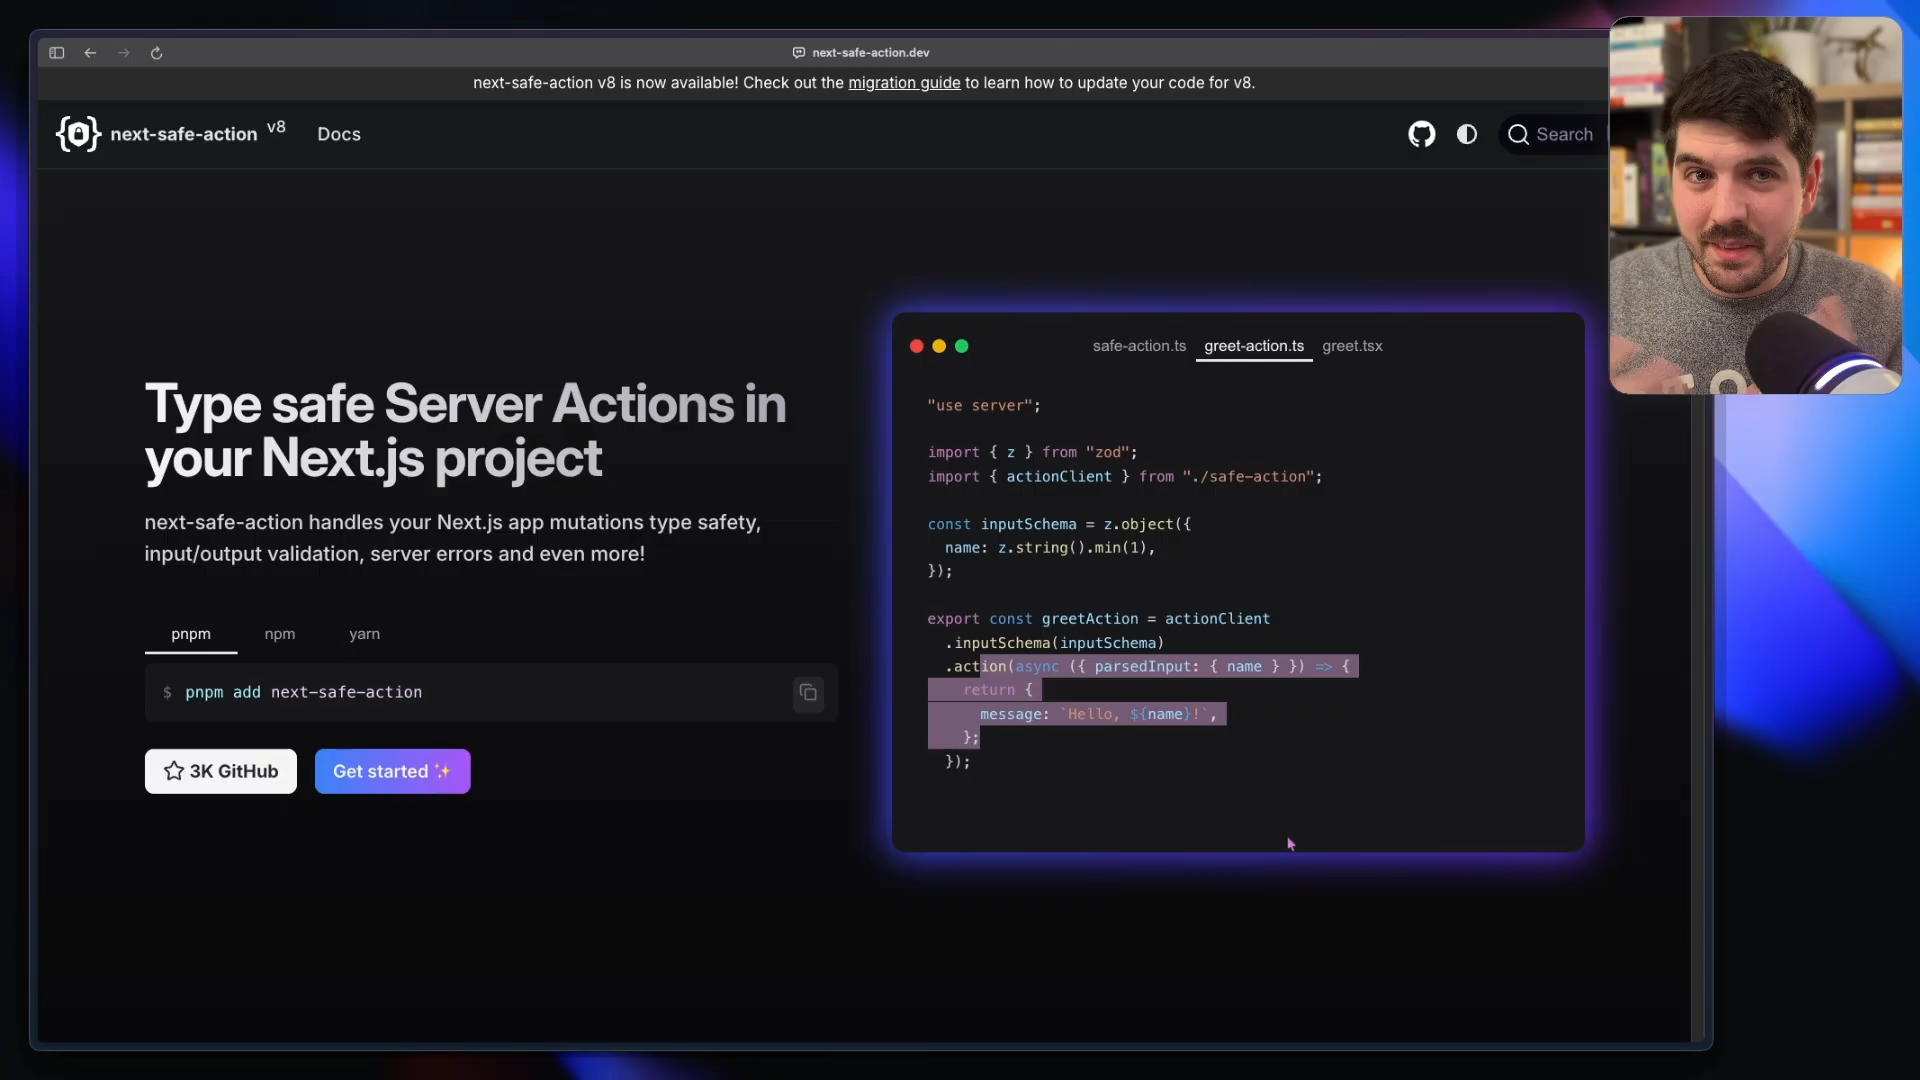 next-safe-action.dev
next-safe-action v8 is now available! Check out the migration guide to learn how to update your code for v8.
next-safe-action v8 Docs
Search
Type safe Server Actions in
your Next.js project
next-safe-action handles your Next.js app mutations type safety,
input/output validation, server errors and even more!
pnpm npm yarn
$ pnpm add next-safe-action
3K GitHub Get started ✨
safe-action.ts greet-action.ts greet.tsx
"use server";
import { z } from "zod";
import { actionClient } from "./safe-action";
const inputSchema = z.object({
name: z.string().min(1),
});
export const greetAction = actionClient
.inputSchema(inputSchema)
.action(async ({ parsedInput: { name } }) => {
return {
message: `Hello, ${name}!`,
};
});